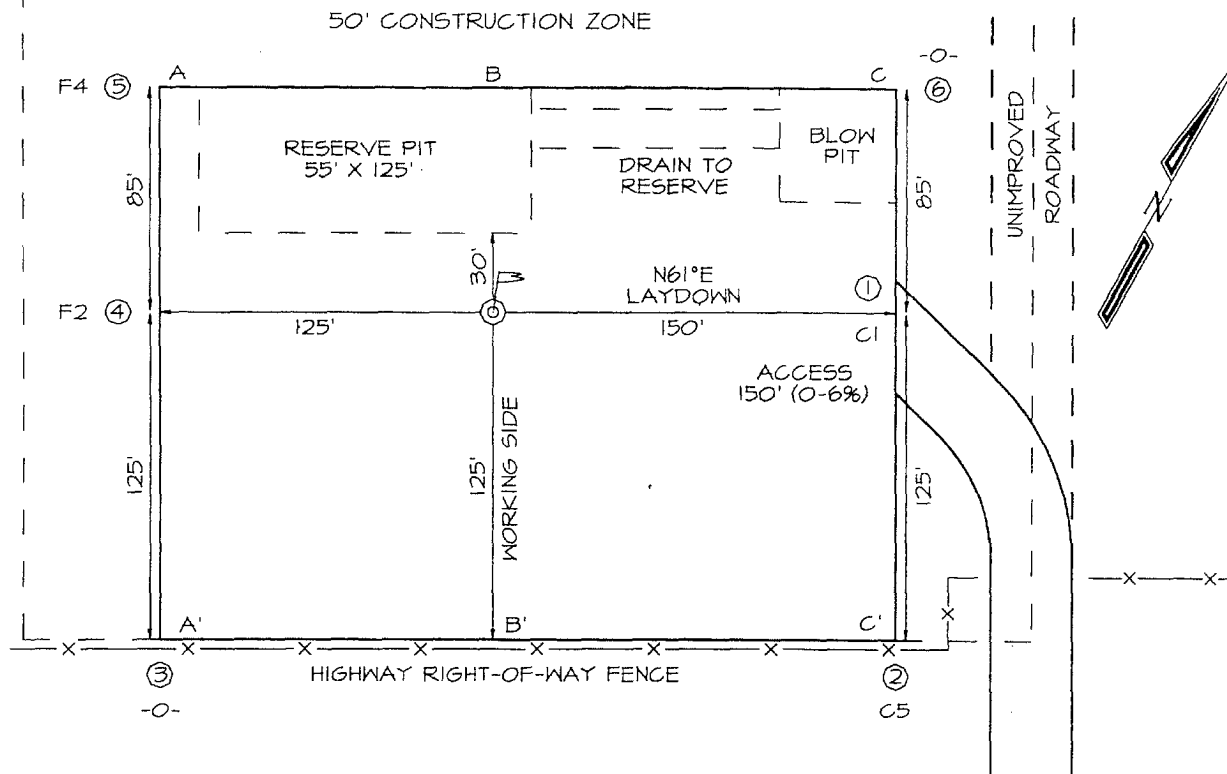 50' CONSTRUCTION ZONE
-0-
A
B
C
F4 ⑤
⑥
RESERVE PIT
55' X 125'
BLOW
PIT
DRAIN TO
RESERVE
UNIMPROVED
ROADWAY
85'
85'
N
30'
N61°E
LAYDOWN
①
F2 ④
125'
150'
C1
ACCESS
150' (0-6%)
125'
125'
WORKING SIDE
125'
A'
B'
C'
③
HIGHWAY RIGHT-OF-WAY FENCE
②
-0-
C5